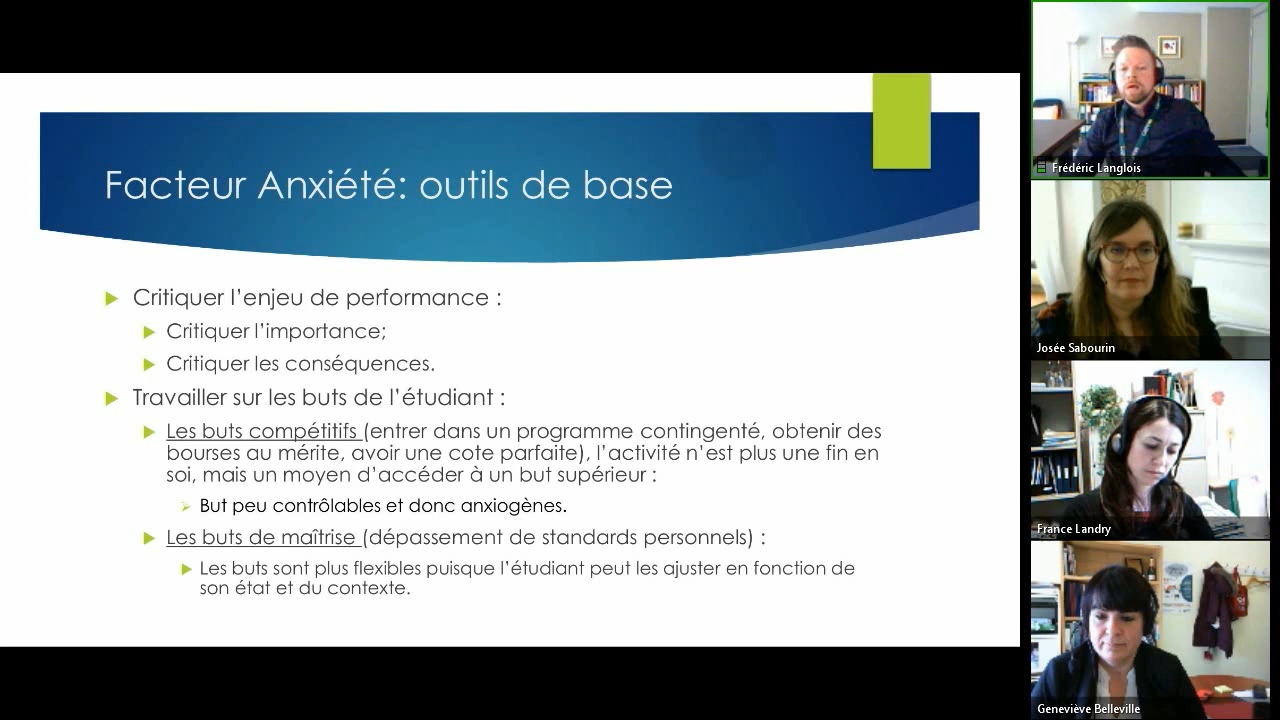 Facteur Anxiété: outils de base
Critiquer l'enjeu de performance :
Critiquer l'importance;
Critiquer les conséquences.
Travailler sur les buts de l'étudiant :
Les buts compétitifs (entrer dans un programme contingenté, obtenir des
bourses au mérite, avoir une cote parfaite), l'activité n'est plus une fin en
soi, mais un moyen d'accéder à un but supérieur :
But peu contrôlables et donc anxiogènes.
Les buts de maîtrise (dépassement de standards personnels) :
Les buts sont plus flexibles puisque l'étudiant peut les ajuster en fonction de
son état et du contexte.
Frédéric Langlois
Josée Sabourin
France Landry
Geneviève Belleville